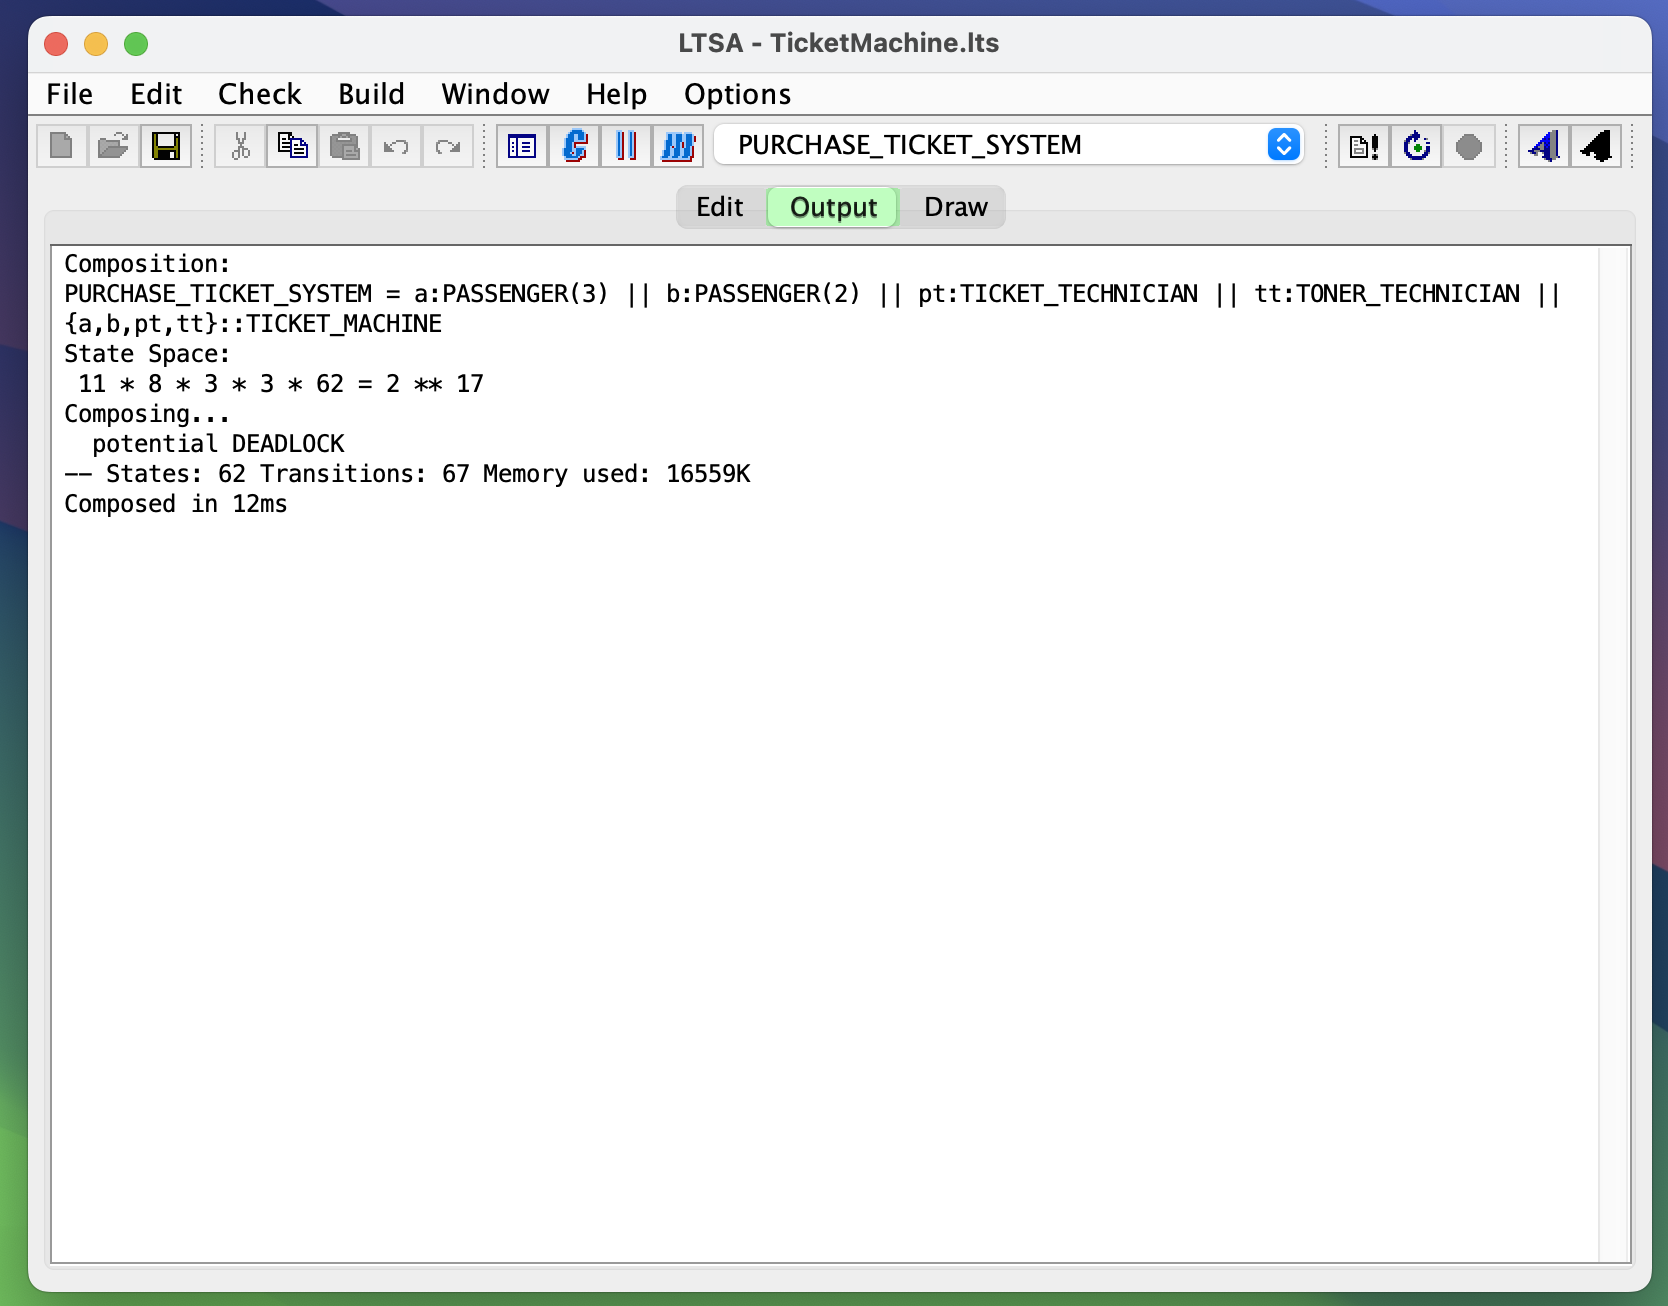 LTSA - TicketMachine.lts
File Edit Check Build Window Help Options
PURCHASE_TICKET_SYSTEM
Edit Output Draw
Composition:
PURCHASE_TICKET_SYSTEM = a:PASSENGER(3) || b:PASSENGER(2) || pt:TICKET_TECHNICIAN || tt:TONER_TECHNICIAN ||
{a,b,pt,tt}::TICKET_MACHINE
State Space:
 11 * 8 * 3 * 3 * 62 = 2 ** 17
Composing...
  potential DEADLOCK
-- States: 62 Transitions: 67 Memory used: 16559K
Composed in 12ms